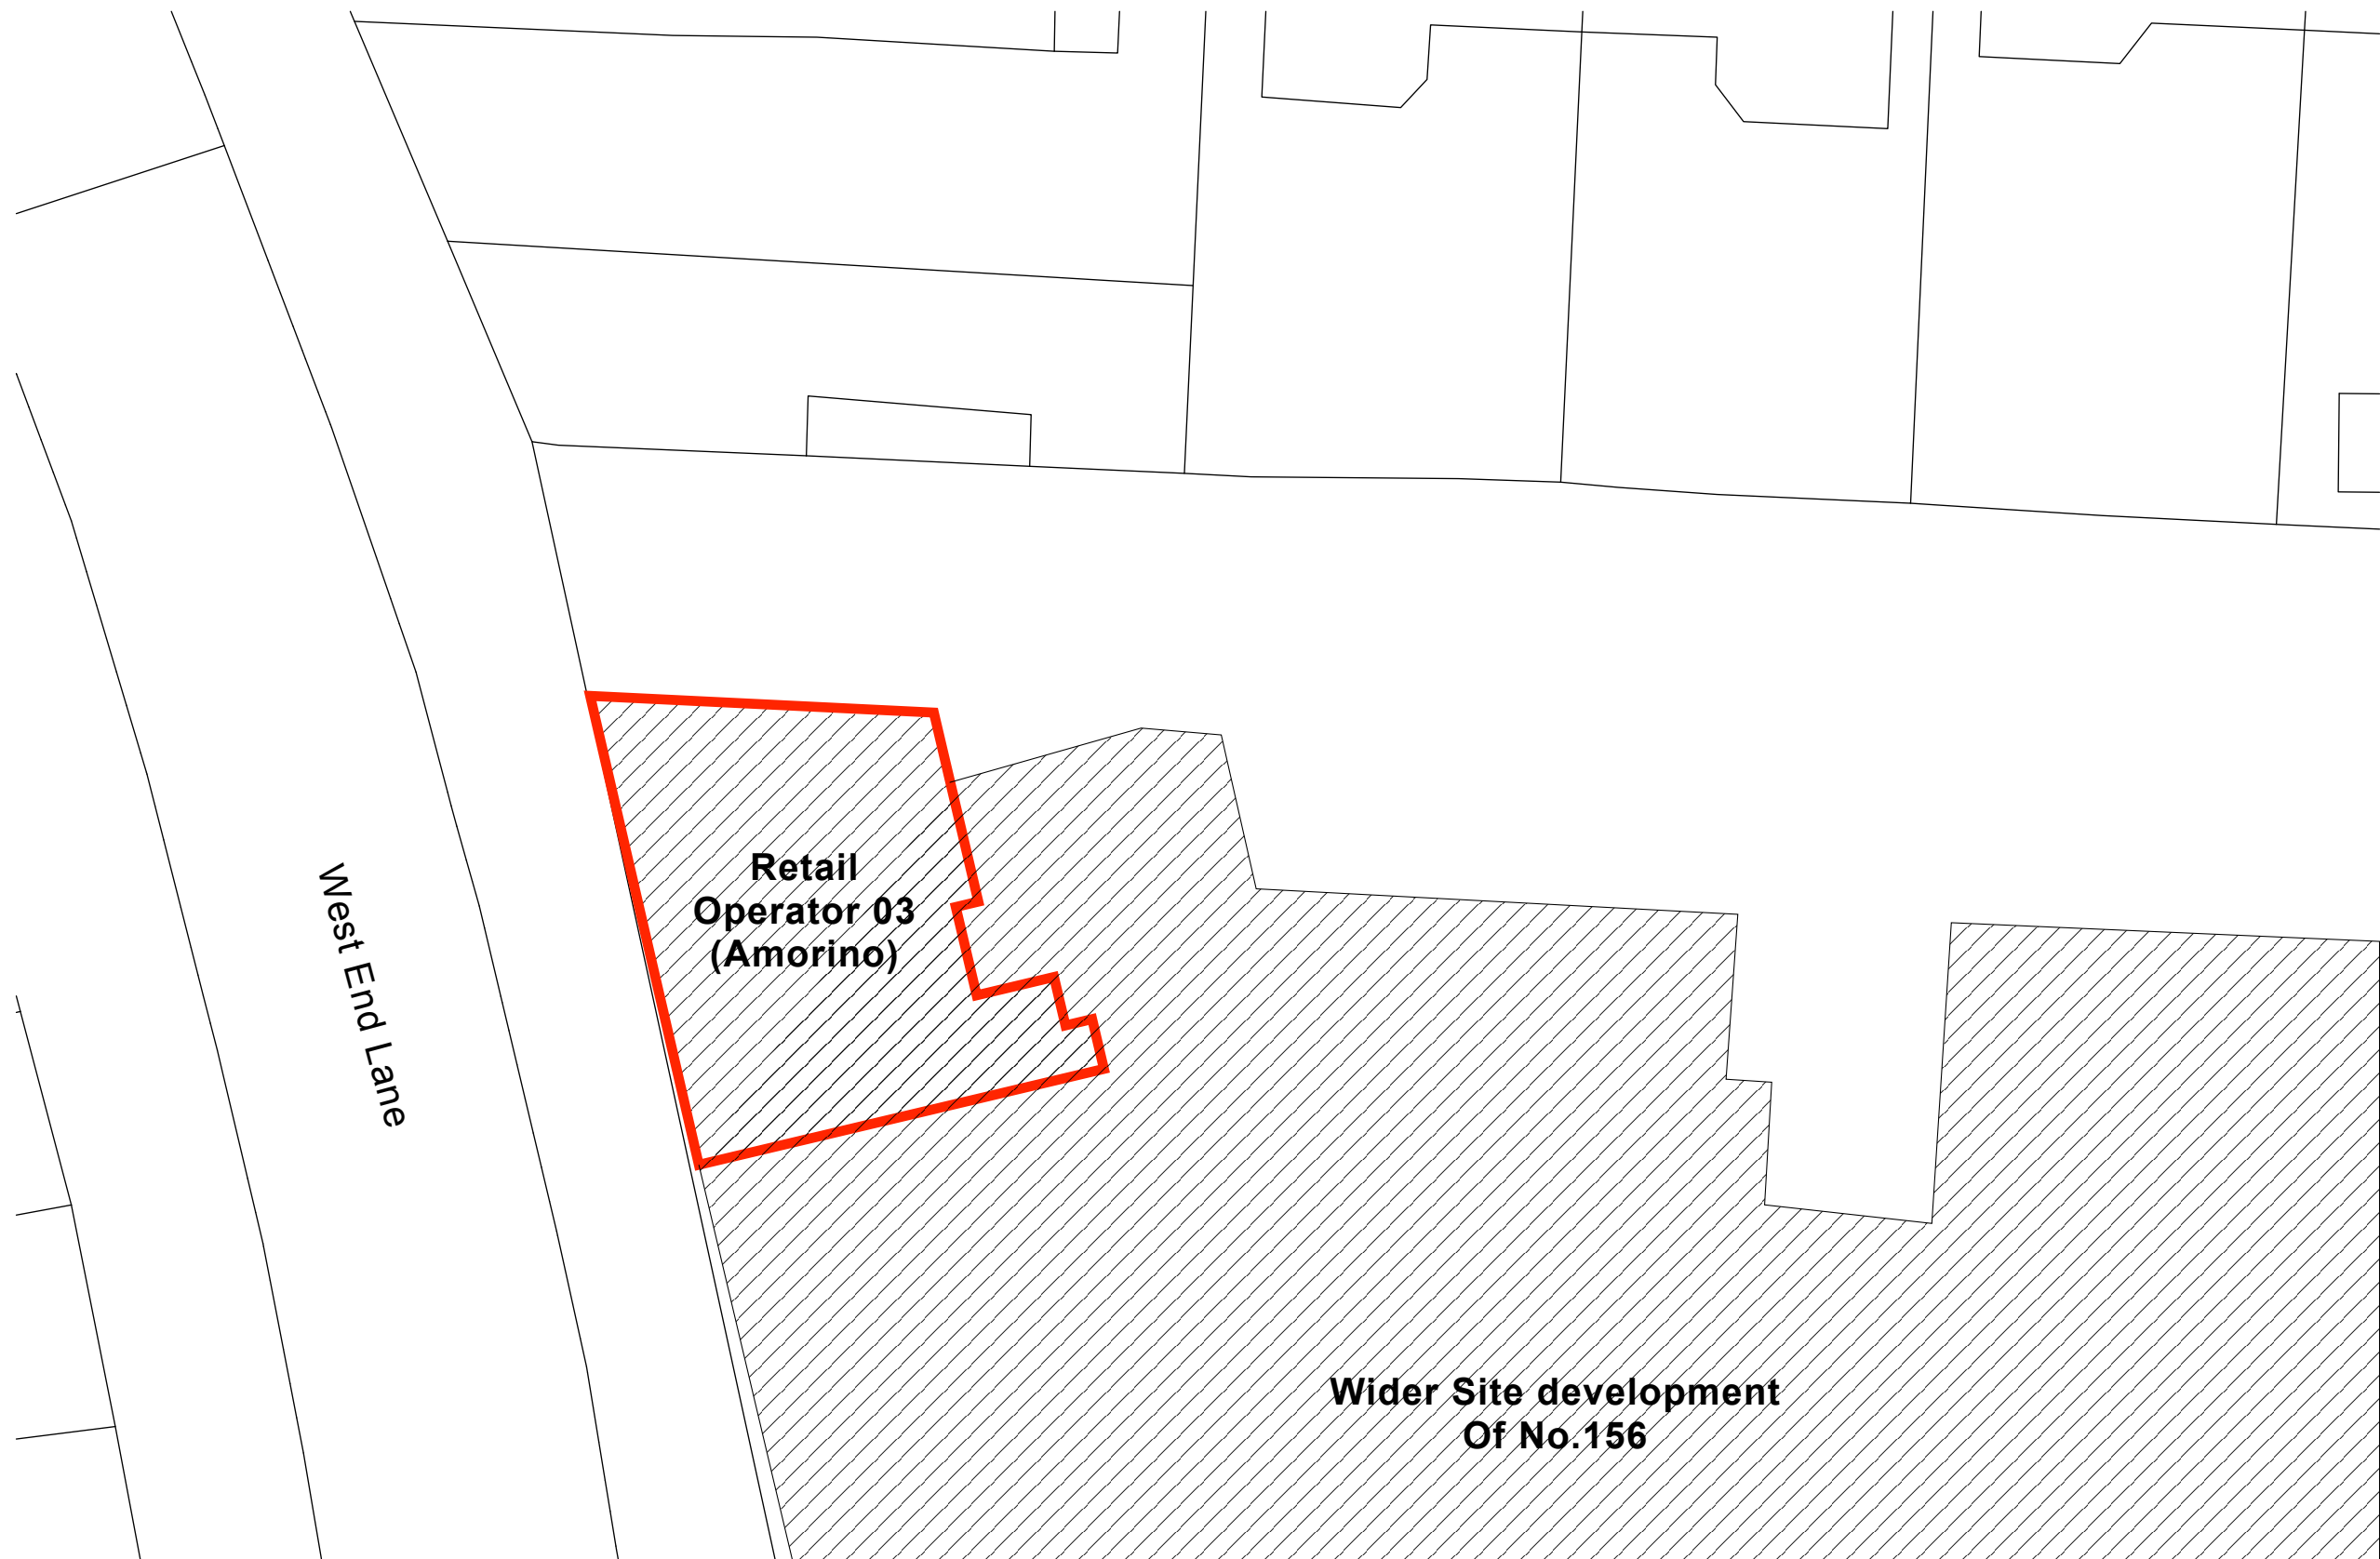 Retail
Operator 03
(Amorino)
West End Lane
Wider Site development
Of No.156